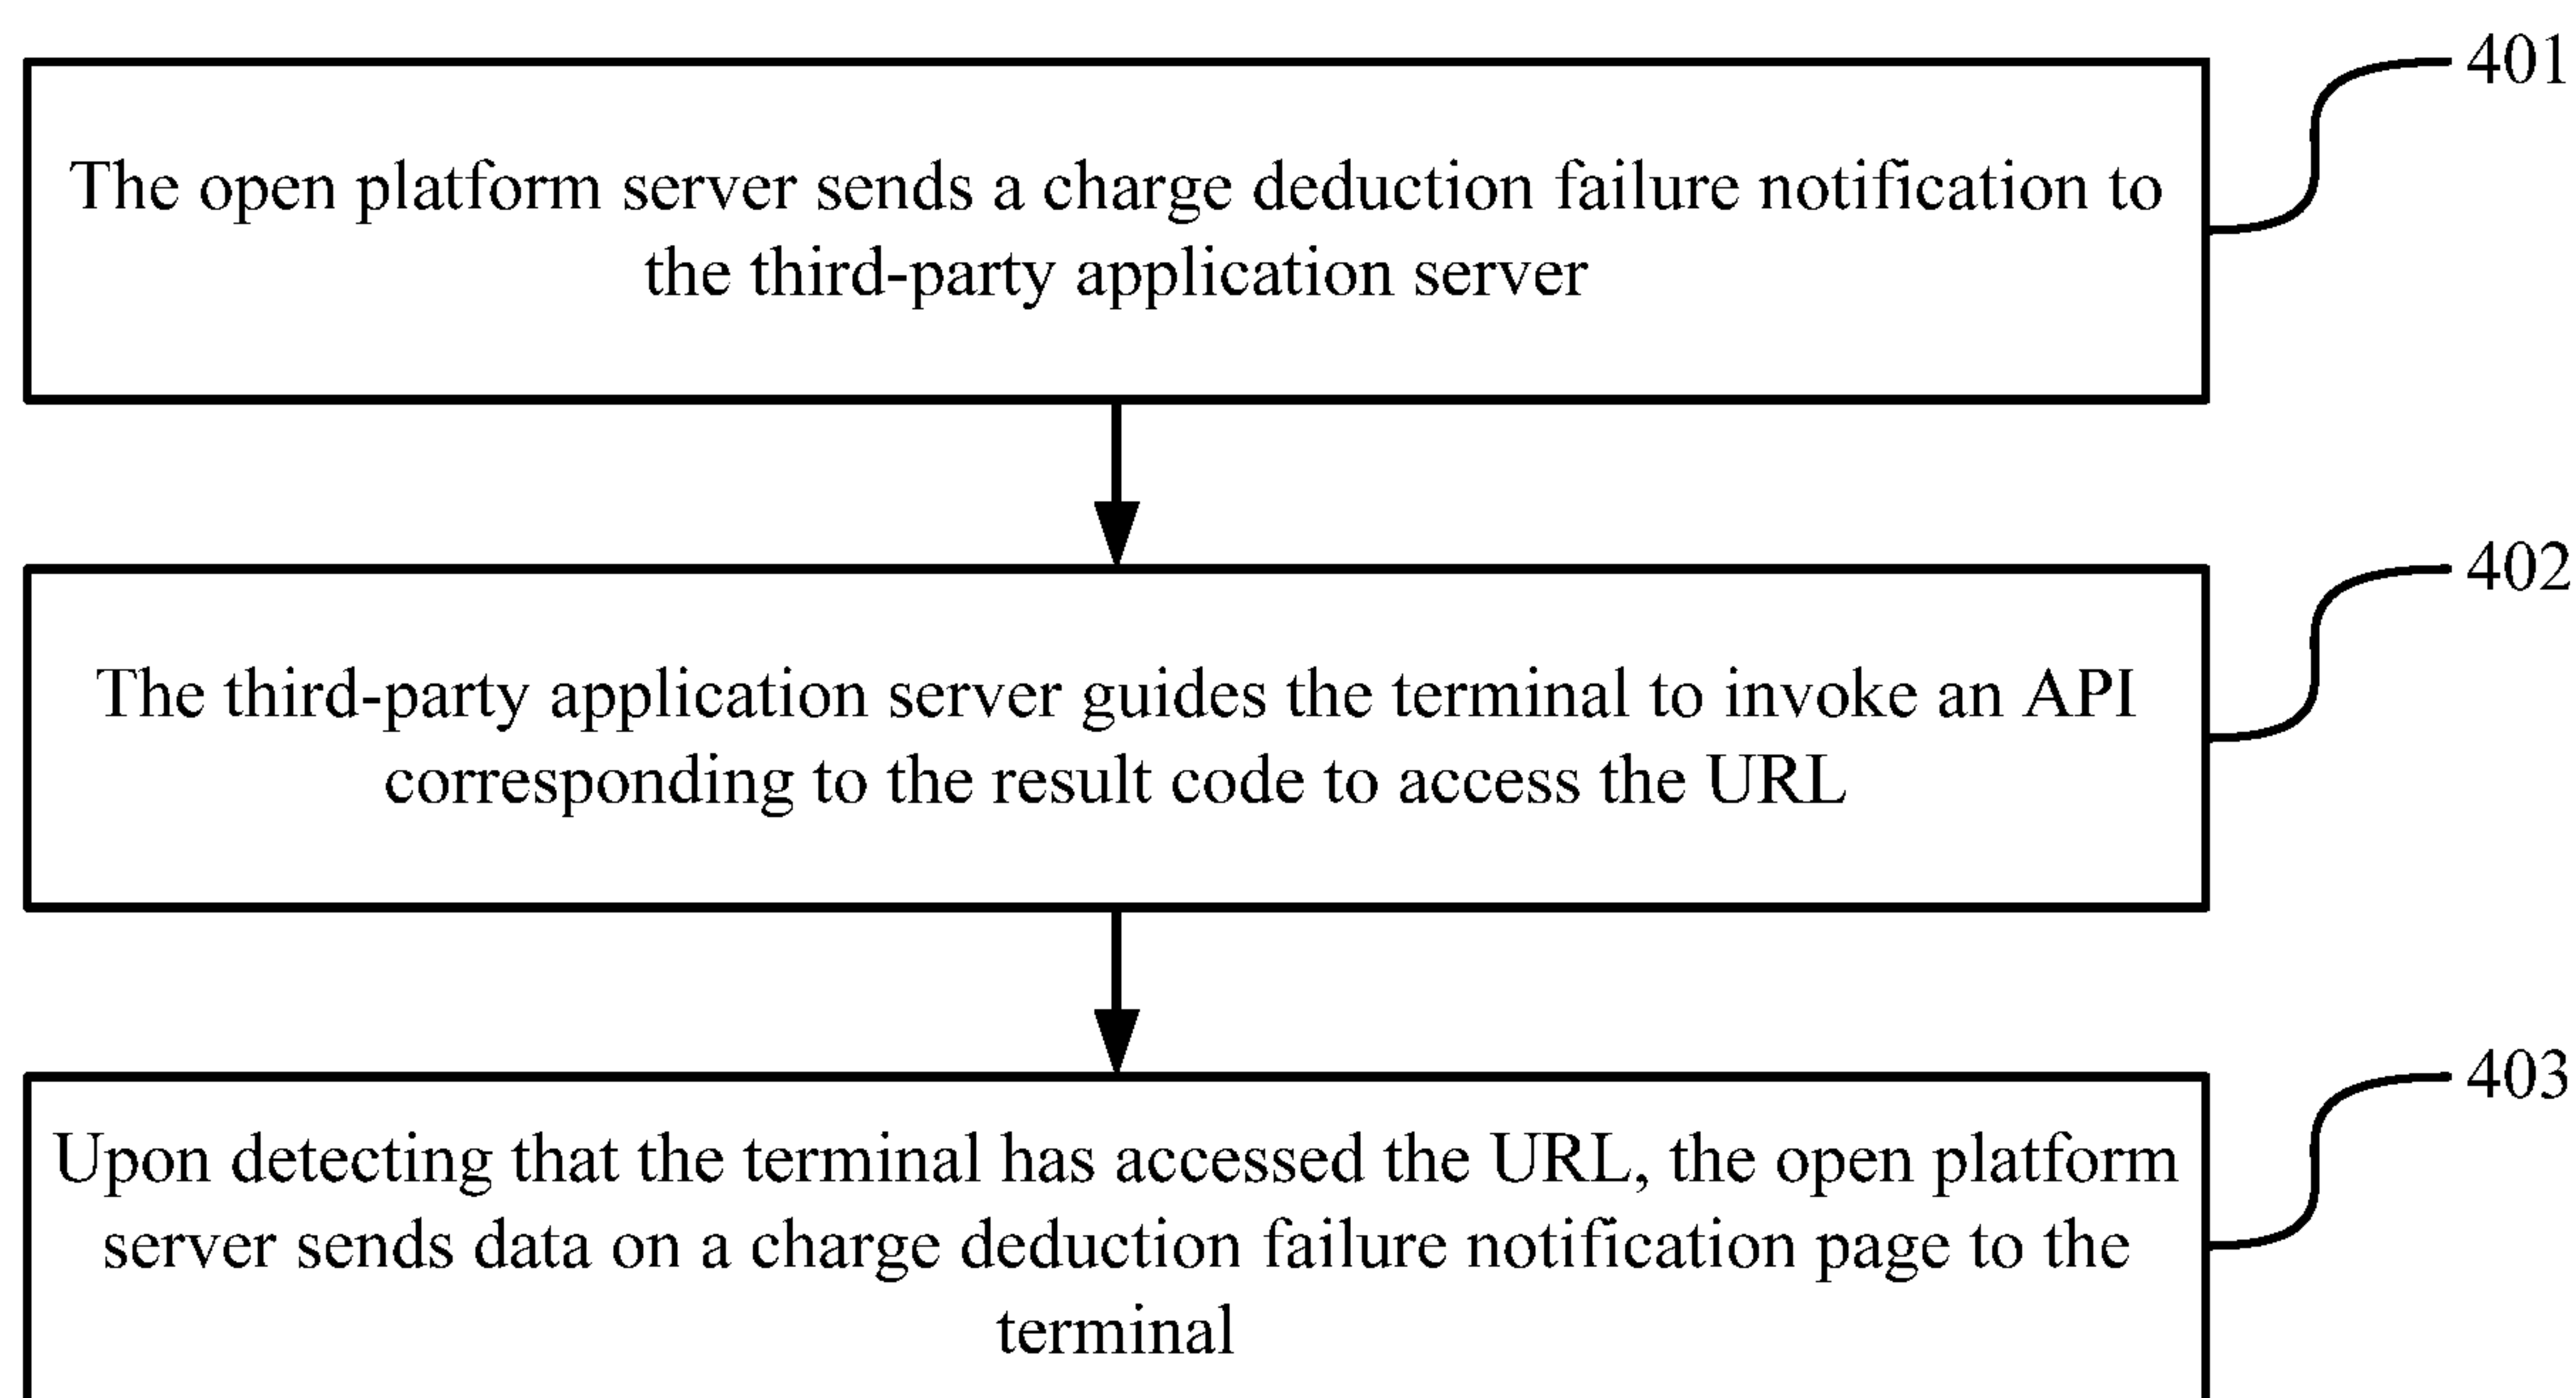 401
The open platform server sends a charge deduction failure notification to
the third-party application server
402
The third-party application server guides the terminal to invoke an API
corresponding to the result code to access the URL
403
Upon detecting that the terminal has accessed the URL, the open platform
server sends data on a charge deduction failure notification page to the
terminal